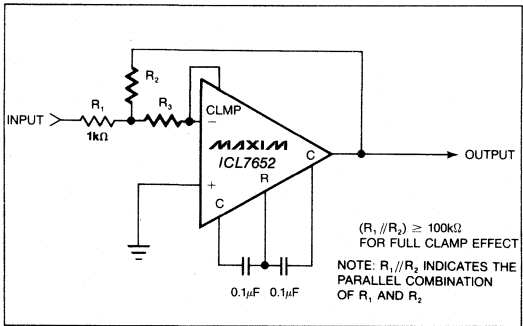 R₂
R₁
R₃
CLMP
INPUT
1kΩ
−
MAXIM
ICL7652
C
OUTPUT
R
+
C
(R₁//R₂) ≥ 100kΩ
FOR FULL CLAMP EFFECT
NOTE: R₁//R₂ INDICATES THE
PARALLEL COMBINATION
OF R₁ AND R₂
0.1µF 0.1µF